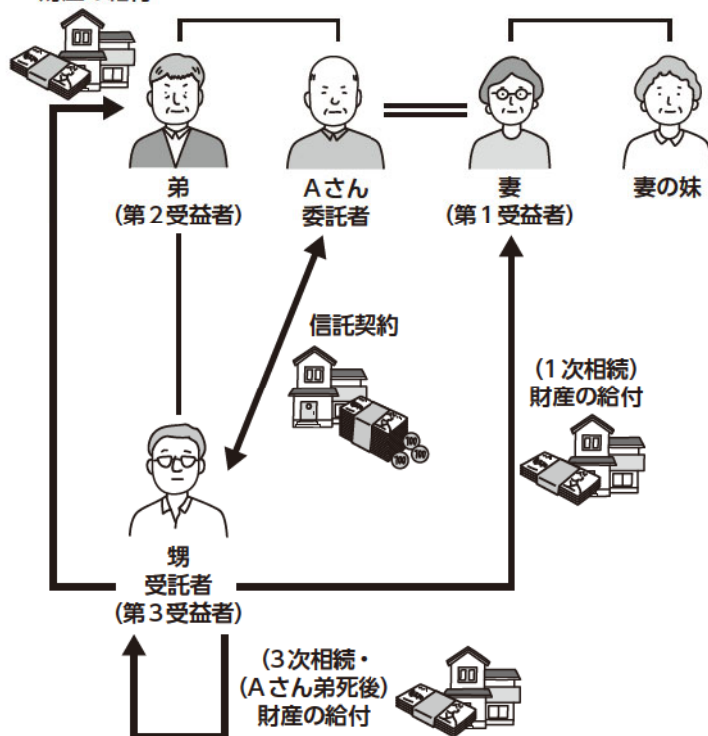 弟
(第2受益者)
Aさん
委託者
妻
(第1受益者)
妻の妹
信託契約
(1次相続)
財産の給付
甥
受託者
(第3受益者)
(3次相続・
(Aさん弟死後)
財産の給付
100
100
100